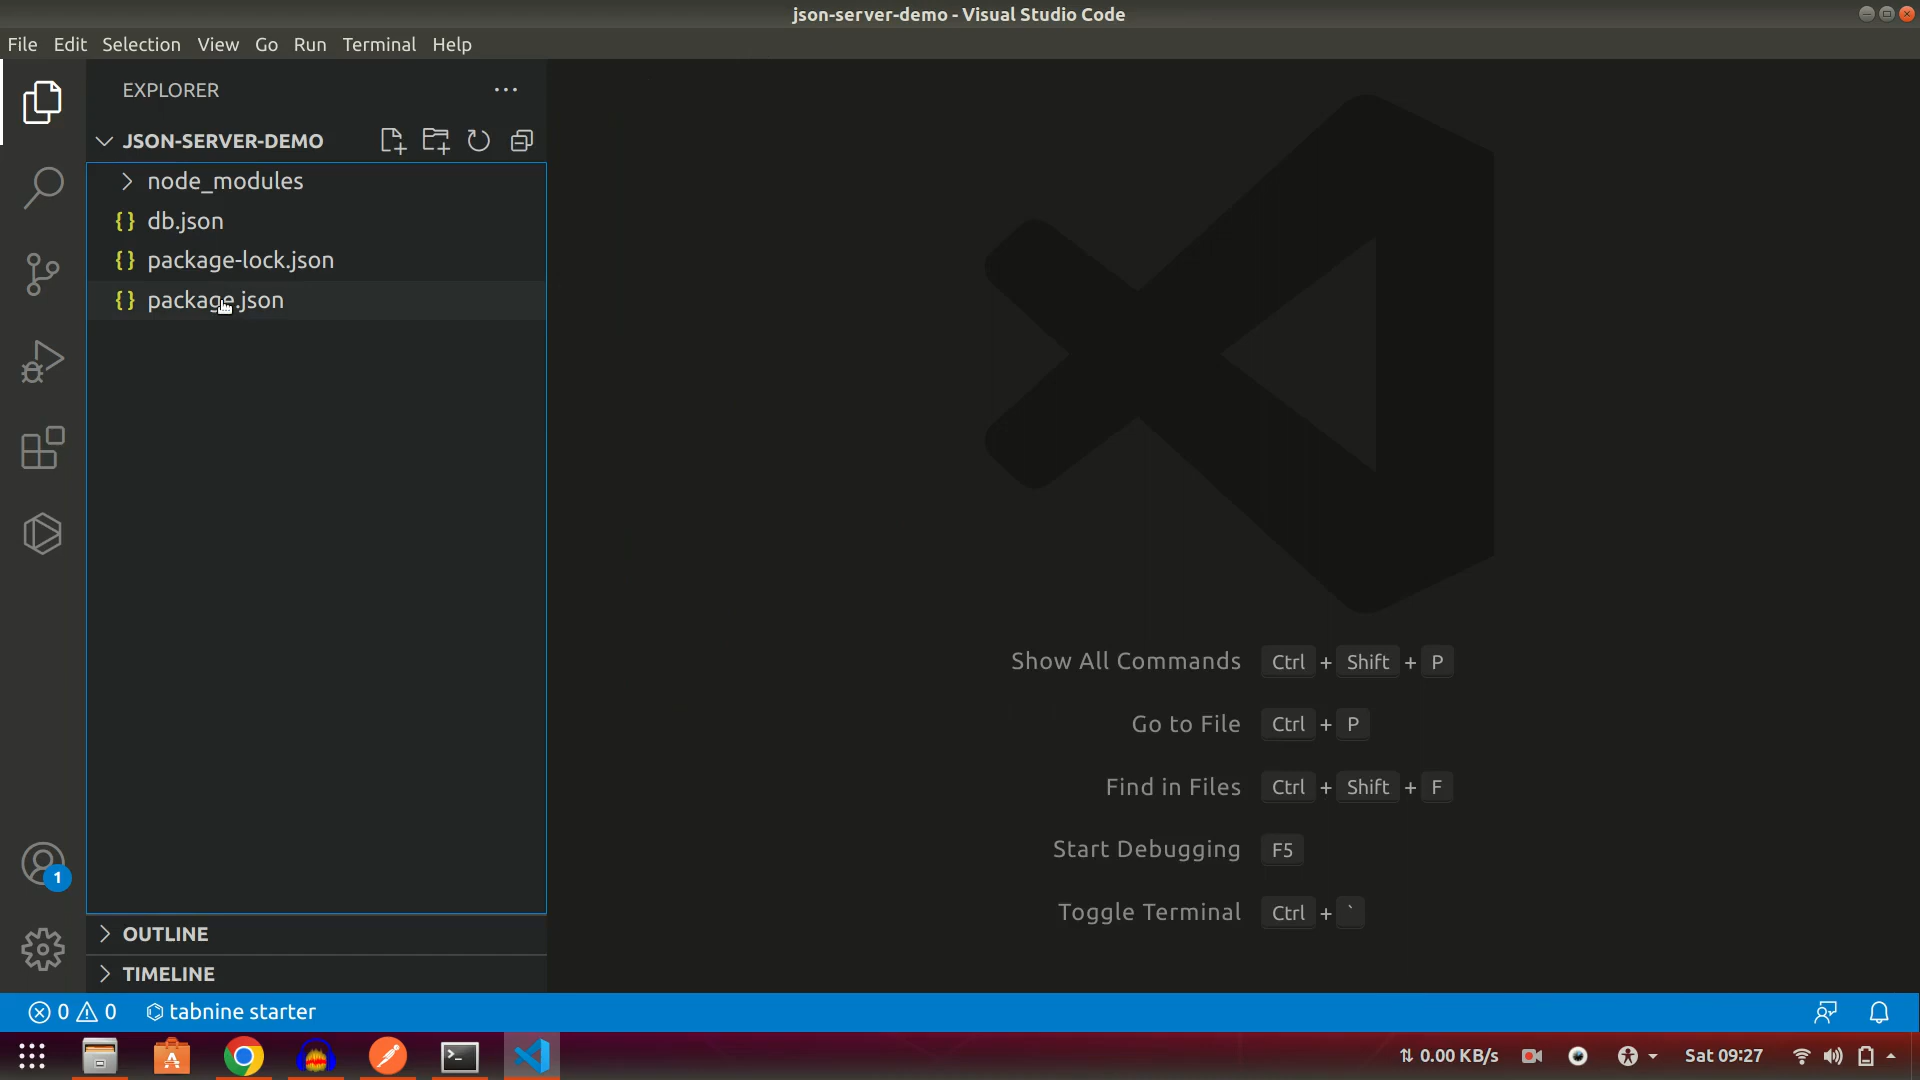 json-server-demo - Visual Studio Code
File Edit Selection View Go Run Terminal Help
EXPLORER
JSON-SERVER-DEMO
node_modules
{ } db.json
{ } package-lock.json
{ } package.json
Show All Commands Ctrl + Shift + P
Go to File Ctrl + P
Find in Files Ctrl + Shift + F
Start Debugging F5
Toggle Terminal Ctrl + `
1
OUTLINE
TIMELINE
0 0 tabnine starter
0.00 KB/s Sat 09:27